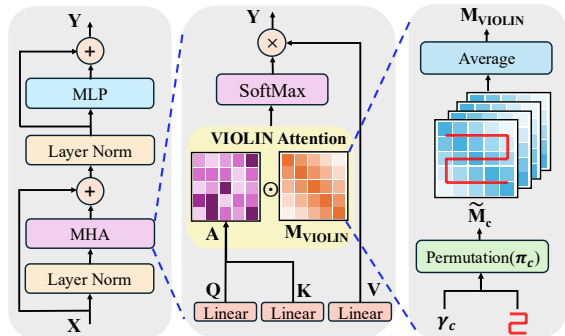 Y
+
MLP
Layer Norm
+
MHA
Layer Norm
X
Y
×
SoftMax
VIOLIN Attention
⊙
A
M_VIOLIN
Q
K
V
Linear
Linear
Linear
M_VIOLIN
Average
M̃_c
Permutation(π_c)
γ_c